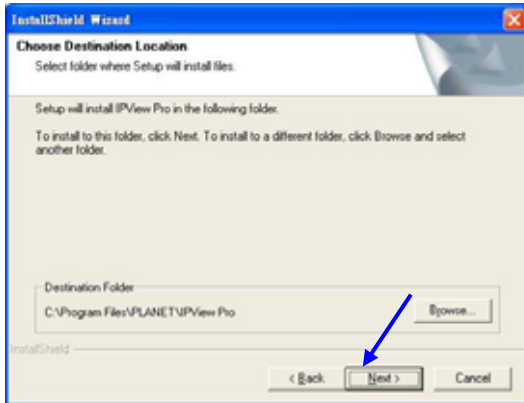 InstallShield Wizard
Choose Destination Location
Select folder where Setup will install files.
Setup will install IPView Pro in the following folder.
To install to this folder, click Next. To install to a different folder, click Browse and select
another folder.
Destination Folder
C:\Program Files\PLANET\IPView Pro
Browse...
InstallShield
< Back
Next >
Cancel